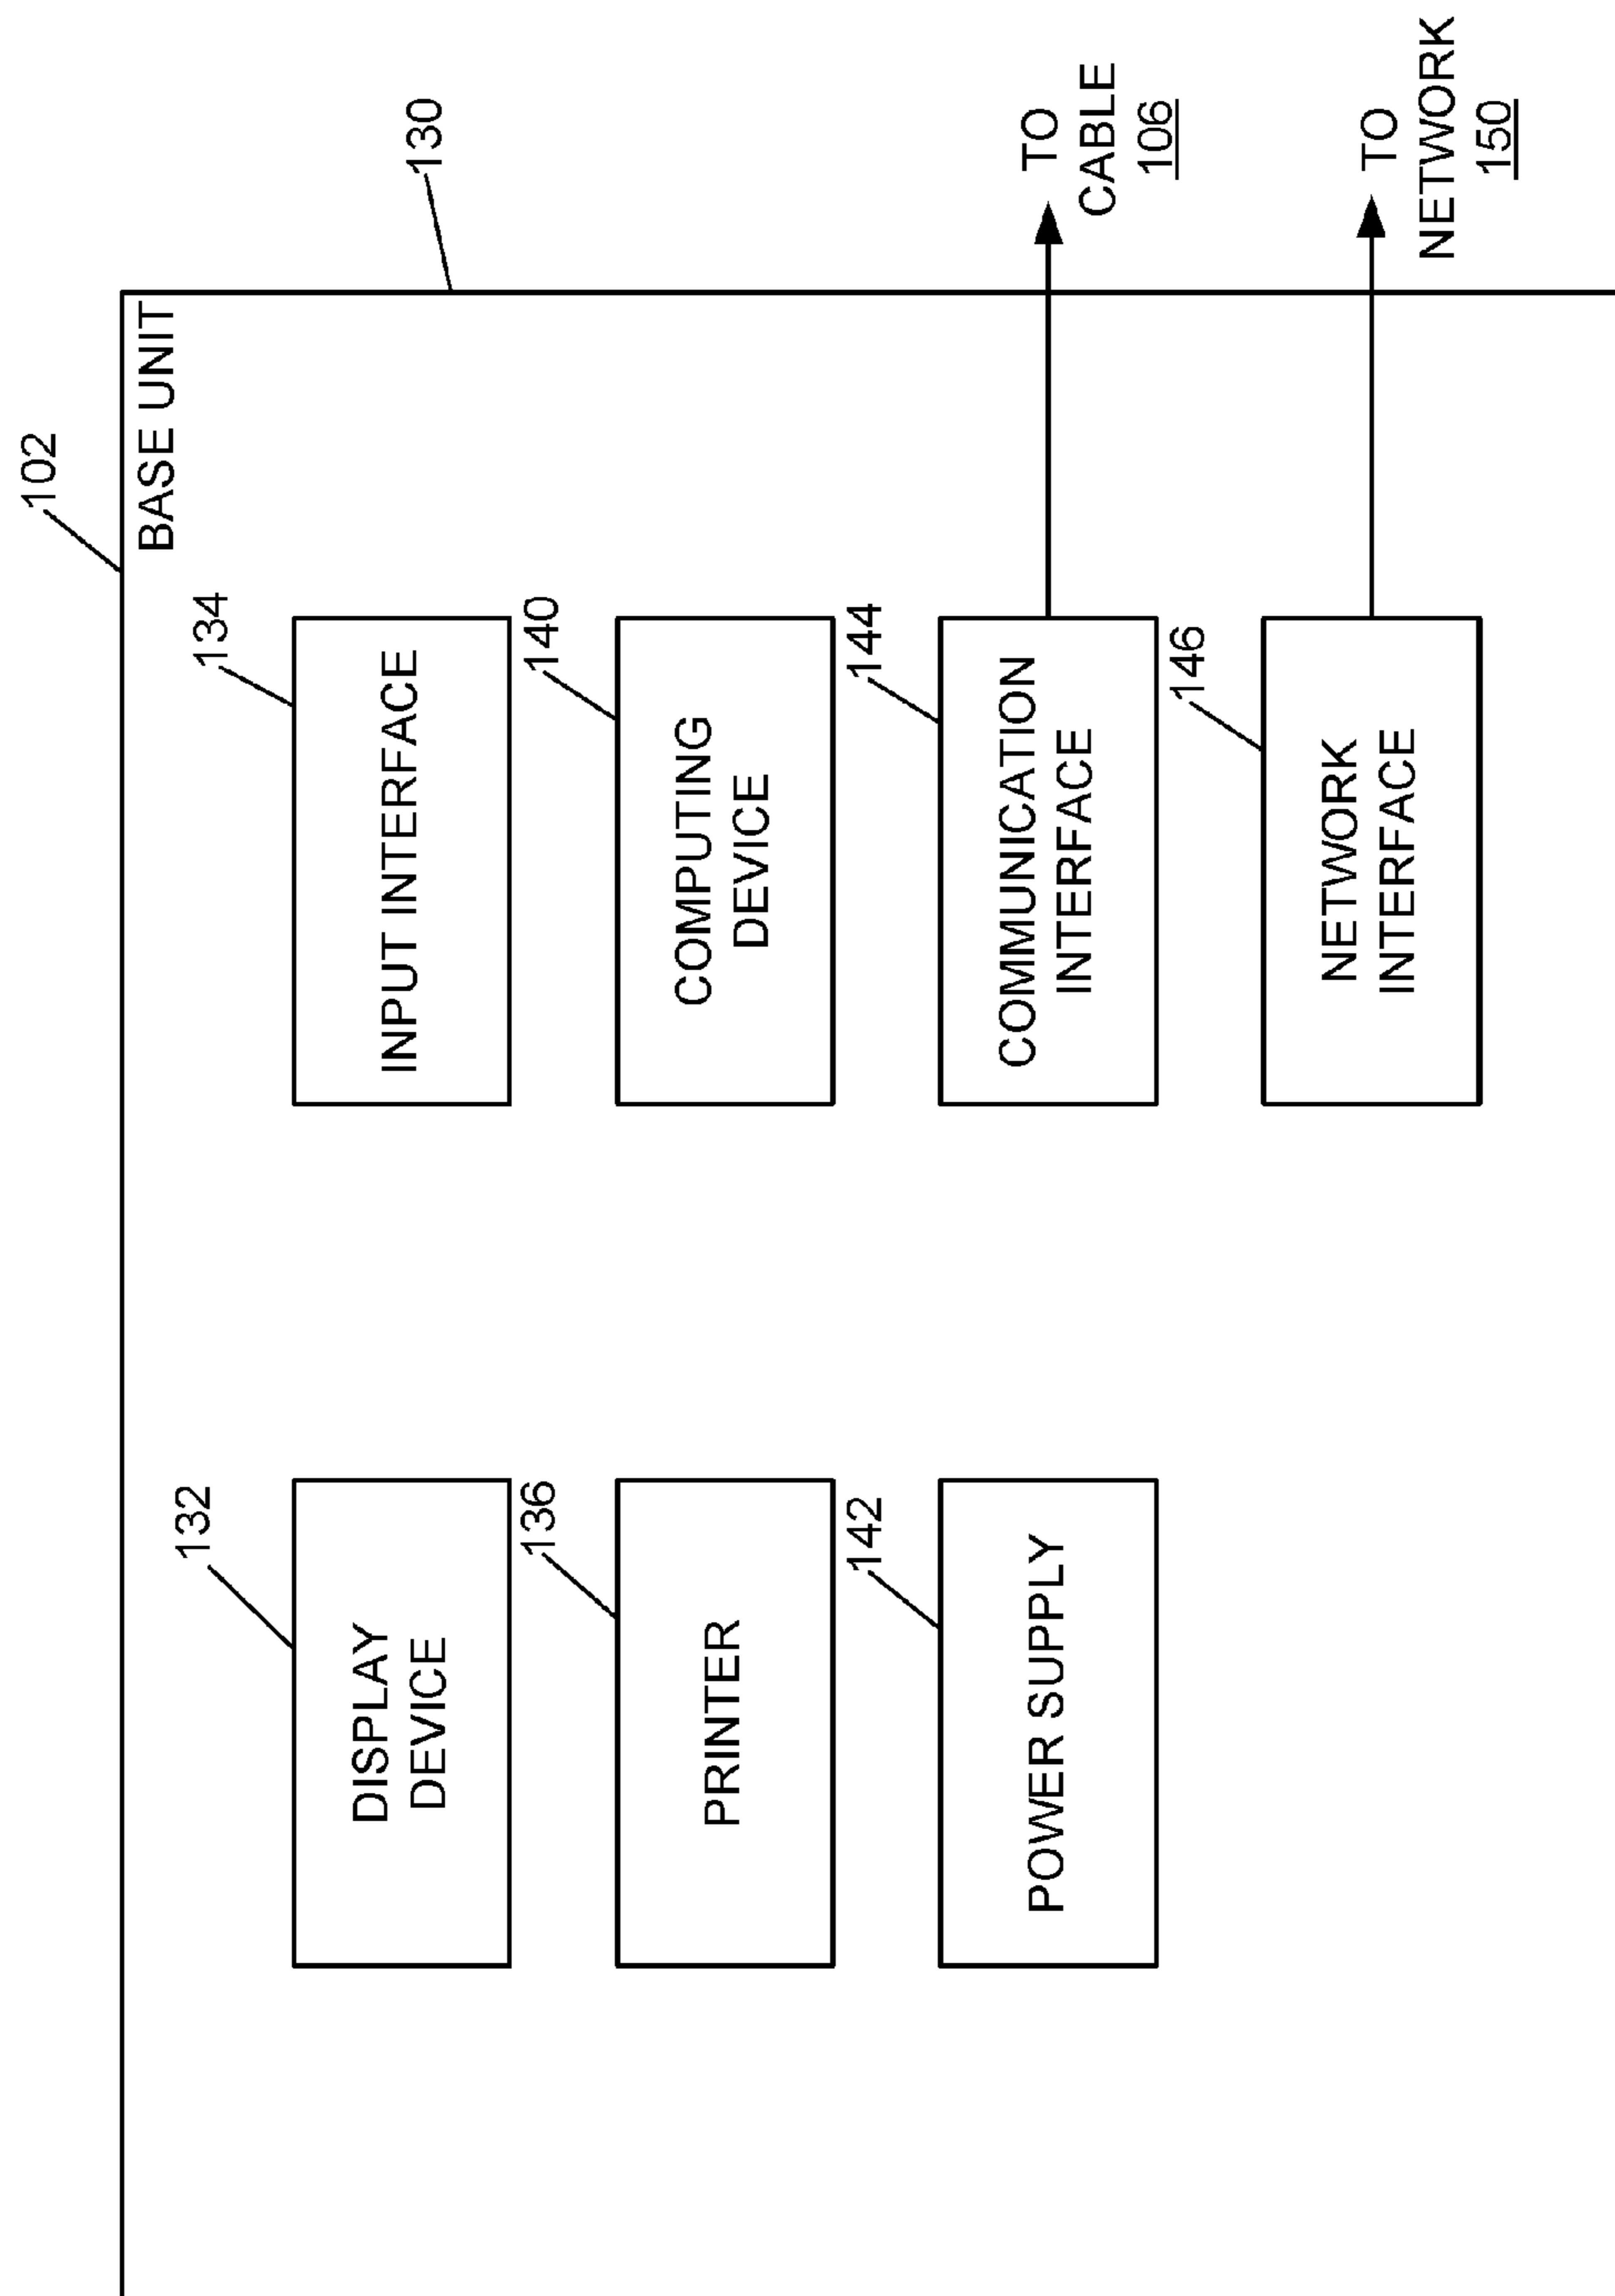 102
BASE UNIT
130
132
DISPLAY
DEVICE
134
INPUT INTERFACE
136
PRINTER
140
COMPUTING
DEVICE
142
POWER SUPPLY
144
COMMUNICATION
INTERFACE
TO
CABLE
106
146
NETWORK
INTERFACE
TO
NETWORK
150